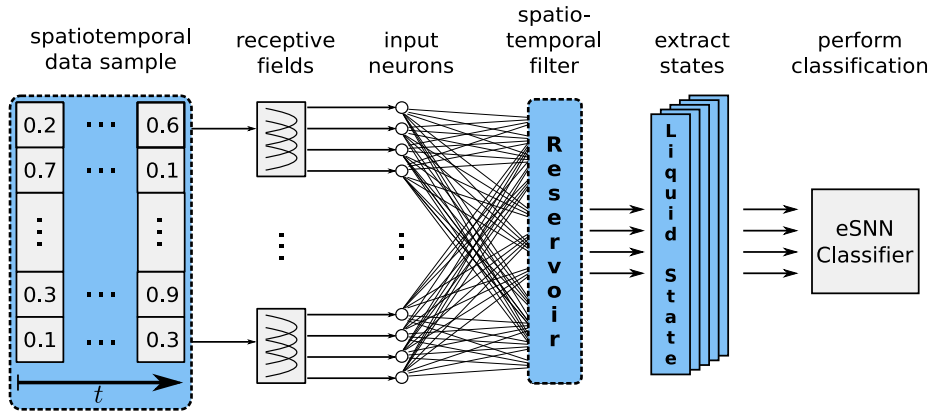 spatiotemporal
data sample
receptive
fields
input
neurons
spatio-
temporal
filter
extract
states
perform
classification
0.2 ... 0.6
0.7 ... 0.1
0.3 ... 0.9
0.1 ... 0.3
t
Reservoir
Liquid State
eSNN
Classifier